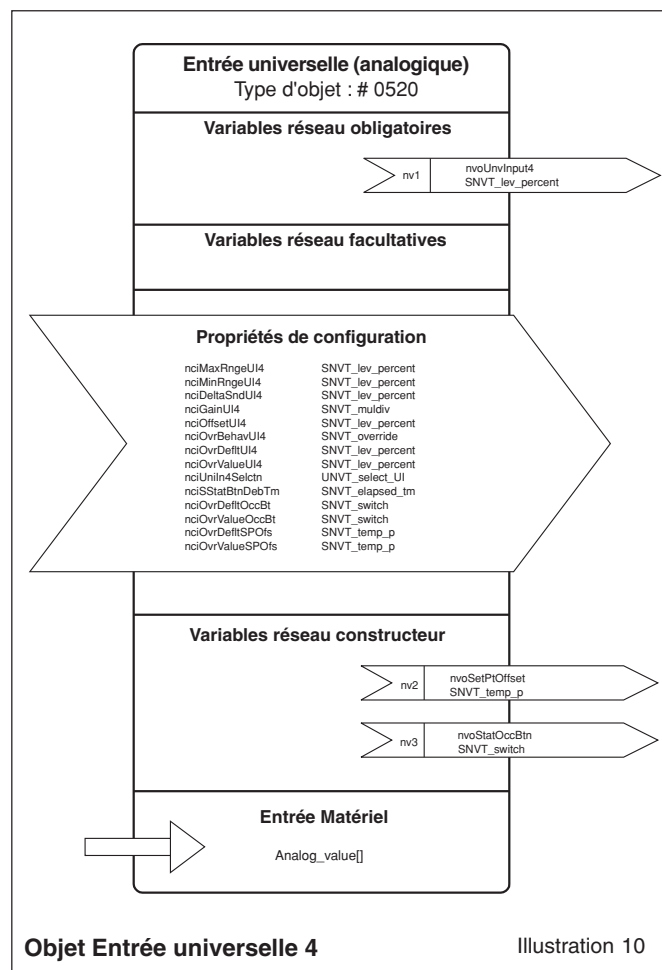 Entrée universelle (analogique)
Type d'objet : # 0520
Variables réseau obligatoires
nv1
nvoUnvInput4
SNVT_lev_percent
Variables réseau facultatives
Propriétés de configuration
nciMaxRngeUI4 SNVT_lev_percent
nciMinRngeUI4 SNVT_lev_percent
nciDeltaSndUI4 SNVT_lev_percent
nciGainUI4 SNVT_muldiv
nciOffsetUI4 SNVT_lev_percent
nciOvrBehavUI4 SNVT_override
nciOvrDefltUI4 SNVT_lev_percent
nciOvrValueUI4 SNVT_lev_percent
nciUniIn4Selctn UNVT_select_UI
nciSStatBtnDebTm SNVT_elapsed_tm
nciOvrDefltOccBt SNVT_switch
nciOvrValueOccBt SNVT_switch
nciOvrDefltSPOfs SNVT_temp_p
nciOvrValueSPOfs SNVT_temp_p
Variables réseau constructeur
nv2
nvoSetPtOffset
SNVT_temp_p
nv3
nvoStatOccBtn
SNVT_switch
Entrée Matériel
Analog_value[]
Objet Entrée universelle 4
Illustration 10